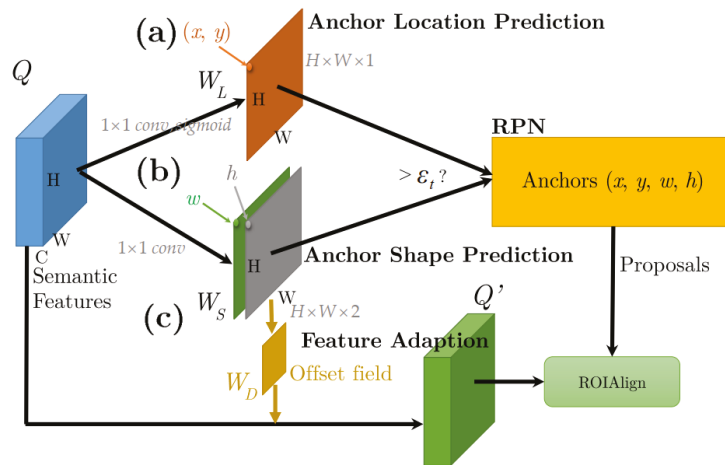 (a)
(x, y)
Anchor Location Prediction
H×W×1
Q
W_L
H
W
1×1 conv, sigmoid
RPN
H
W
C
(b)
h
w
> ε_t ?
Anchors (x, y, w, h)
1×1 conv
H
Anchor Shape Prediction
Proposals
Semantic
Features
W_S
W
H×W×2
Q’
(c)
Feature Adaption
W_D
Offset field
ROIAlign